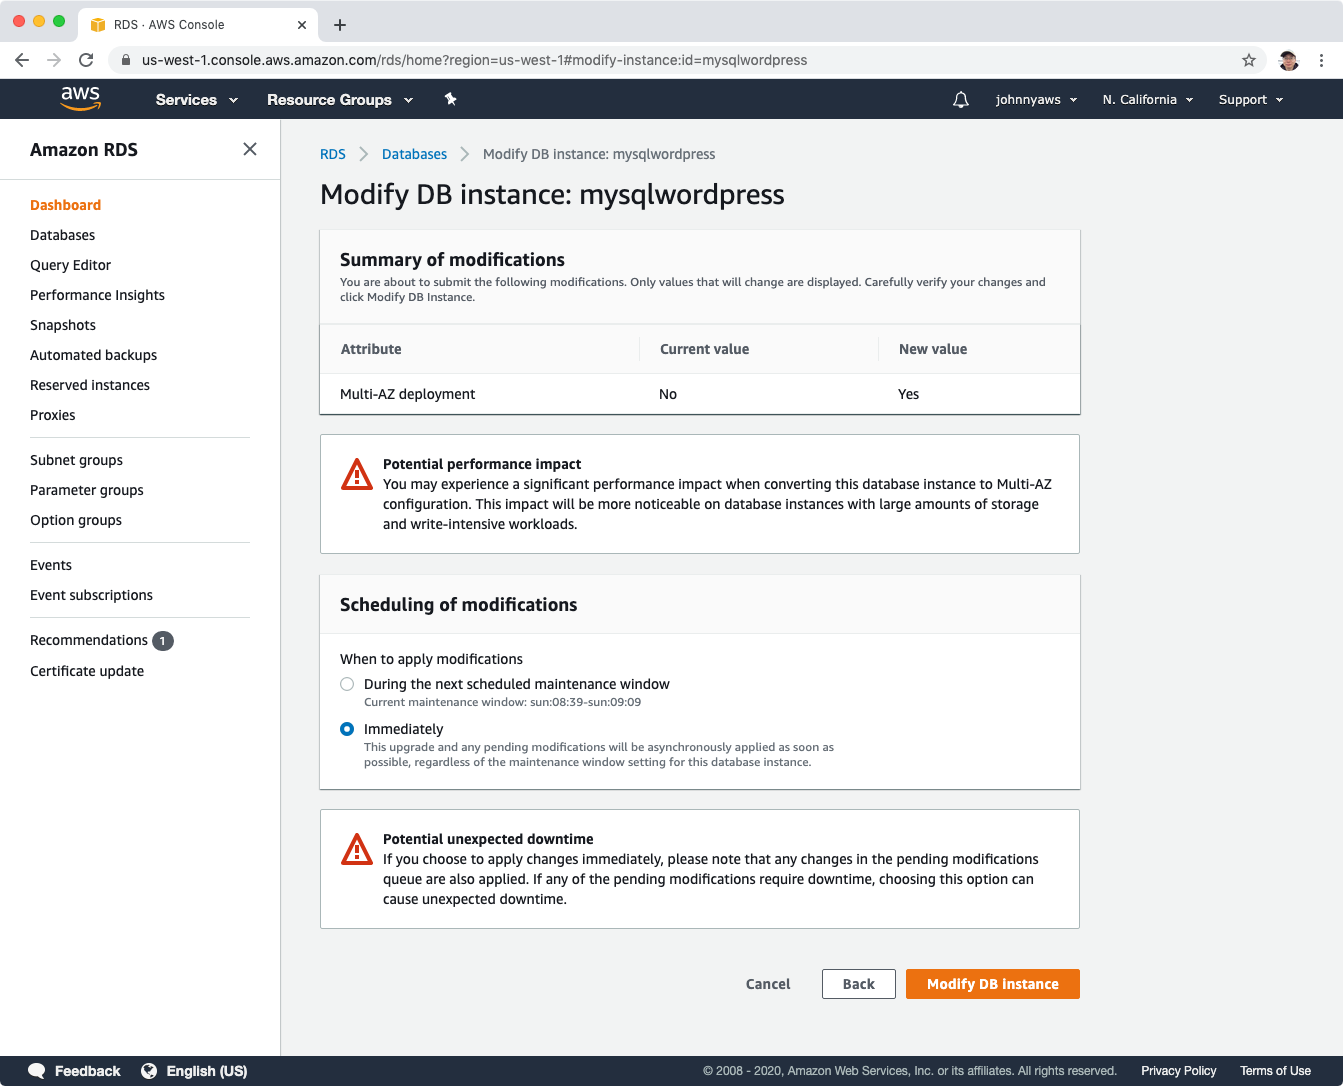 RDS · AWS Console
us-west-1.console.aws.amazon.com/rds/home?region=us-west-1#modify-instance:id=mysqlwordpress
aws
Services
Resource Groups
johnnyaws
N. California
Support
Amazon RDS
Dashboard
Databases
Query Editor
Performance Insights
Snapshots
Automated backups
Reserved instances
Proxies
Subnet groups
Parameter groups
Option groups
Events
Event subscriptions
Recommendations 1
Certificate update
RDS > Databases > Modify DB instance: mysqlwordpress
Modify DB instance: mysqlwordpress
Summary of modifications
You are about to submit the following modifications. Only values that will change are displayed. Carefully verify your changes and
click Modify DB Instance.
Attribute Current value New value
Multi-AZ deployment No Yes
Potential performance impact
You may experience a significant performance impact when converting this database instance to Multi-AZ
configuration. This impact will be more noticeable on database instances with large amounts of storage
and write-intensive workloads.
Scheduling of modifications
When to apply modifications
During the next scheduled maintenance window
Current maintenance window: sun:08:39-sun:09:09
Immediately
This upgrade and any pending modifications will be asynchronously applied as soon as
possible, regardless of the maintenance window setting for this database instance.
Potential unexpected downtime
If you choose to apply changes immediately, please note that any changes in the pending modifications
queue are also applied. If any of the pending modifications require downtime, choosing this option can
cause unexpected downtime.
Cancel
Back
Modify DB instance
Feedback
English (US)
© 2008 - 2020, Amazon Web Services, Inc. or its affiliates. All rights reserved.
Privacy Policy
Terms of Use